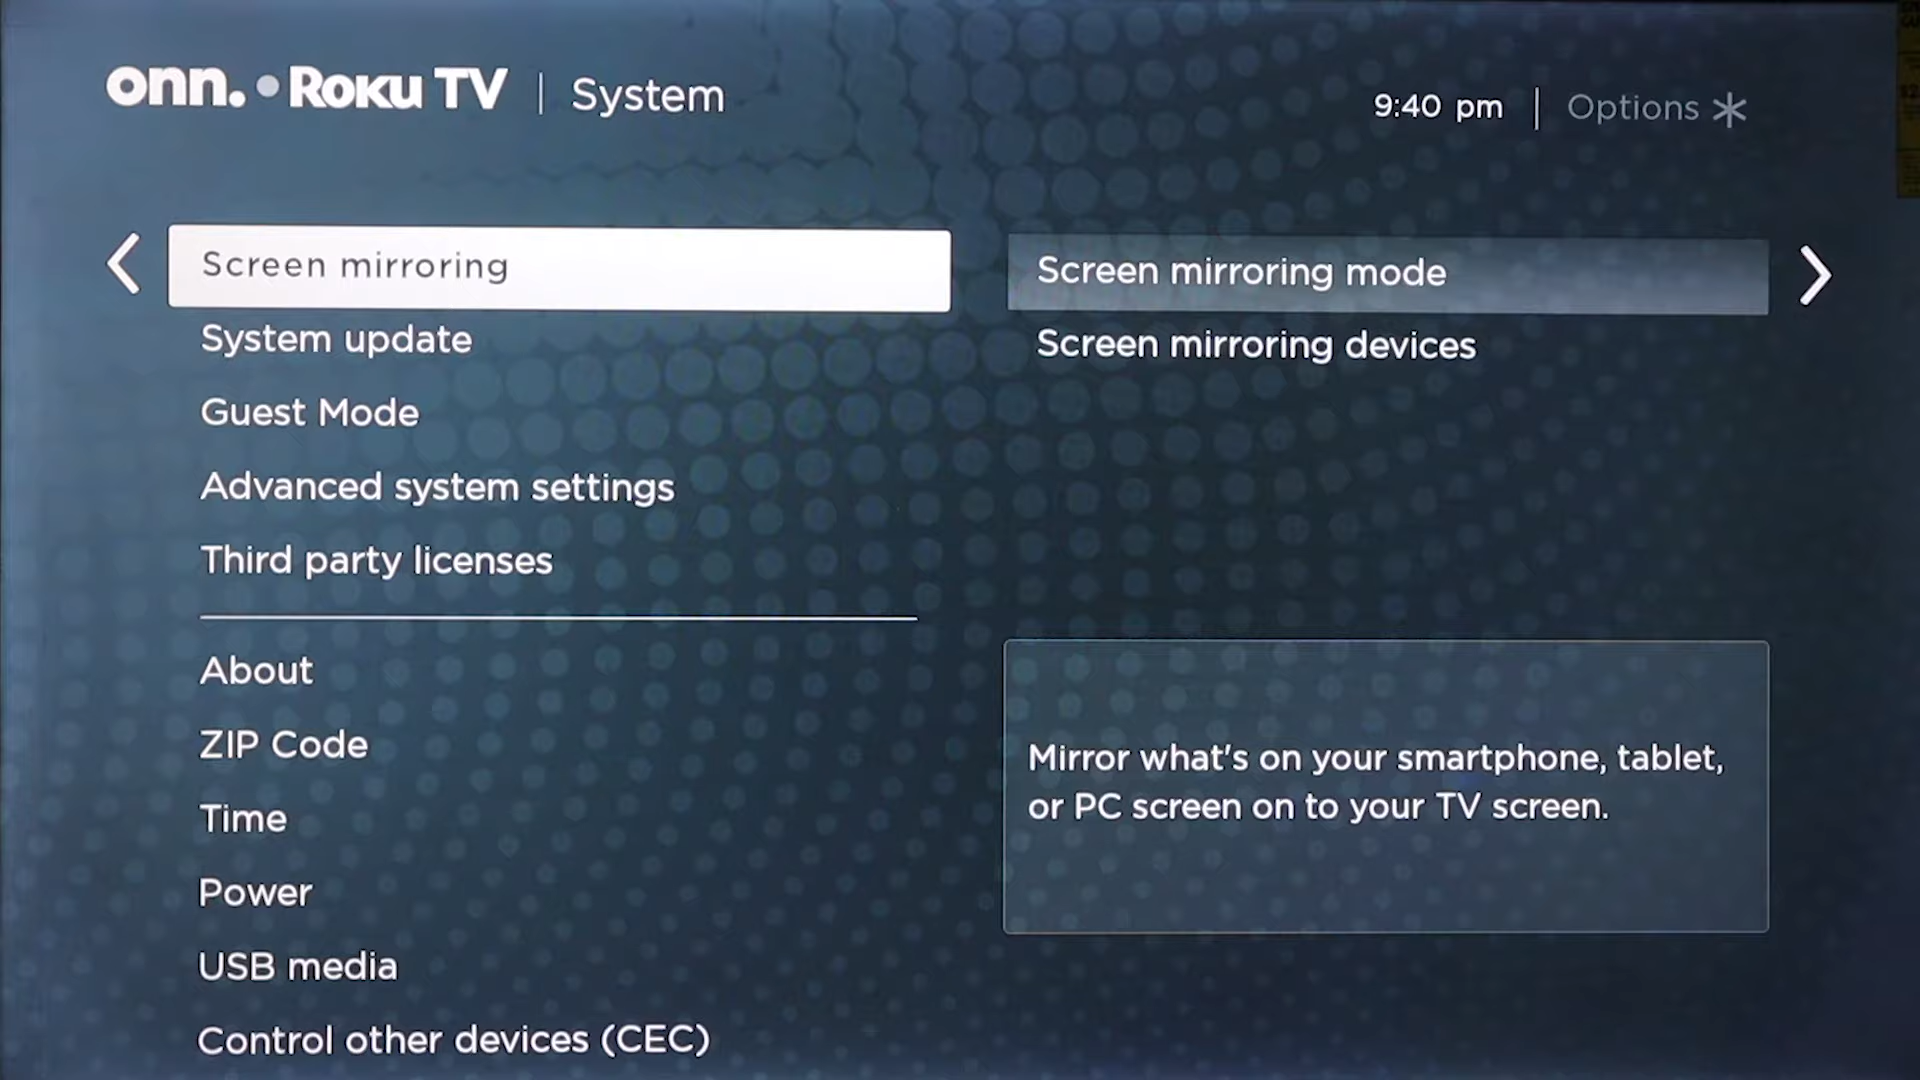 onn. • ROKU TV | System
9:40 pm | Options
Screen mirroring
System update
Guest Mode
Advanced system settings
Third party licenses
About
ZIP Code
Time
Power
USB media
Control other devices (CEC)
Screen mirroring mode
Screen mirroring devices
Mirror what's on your smartphone, tablet,
or PC screen on to your TV screen.